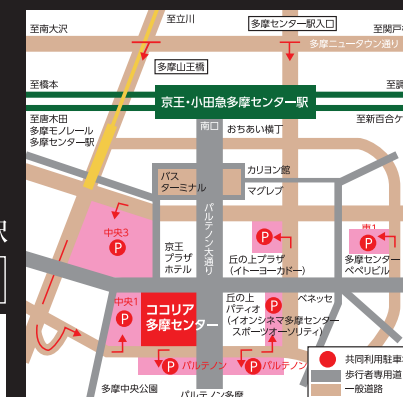 至南大沢
至立川
多摩センター駅入口
至関戸
多摩ニュータウン通り
多摩山王橋
至橋本
京王・小田急多摩センター駅
至唐木田
多摩モノレール
多摩センター駅
南口
おちあい横丁
至新百合ケ
バス
ターミナル
カリヨン館
マグレブ
パルテノン大通り
中央3
P
京王
プラザ
ホテル
P
丘の上プラザ
(イトーヨーカドー)
東1
P
多摩センター
ペペリビル
中央1
P
ココリア
多摩センター
丘の上
パティオ
(イオンシネマ多摩センター
スポーツオーソリティ)
P
ベネッセ
P パルテノン
P パルテノン
多摩中央公園
パルテノン多摩
共同利用駐車
歩行者専用道
一般道路
駅